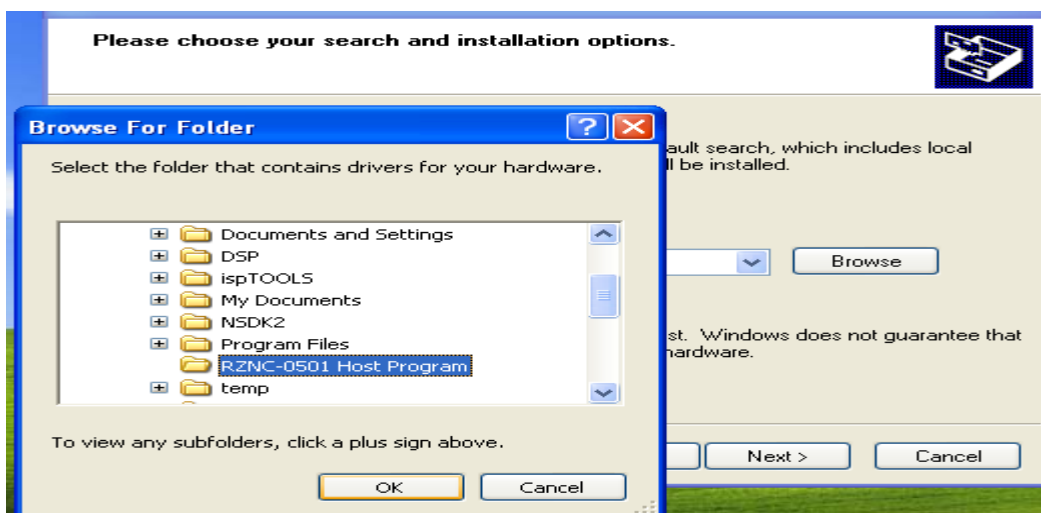 Please choose your search and installation options.
Browse For Folder
Select the folder that contains drivers for your hardware.
Documents and Settings
DSP
ispTOOLS
My Documents
NSDK2
Program Files
RZNC-0501 Host Program
temp
To view any subfolders, click a plus sign above.
OK Cancel
ault search, which includes local
ll be installed.
Browse
st. Windows does not guarantee that
hardware.
Next > Cancel